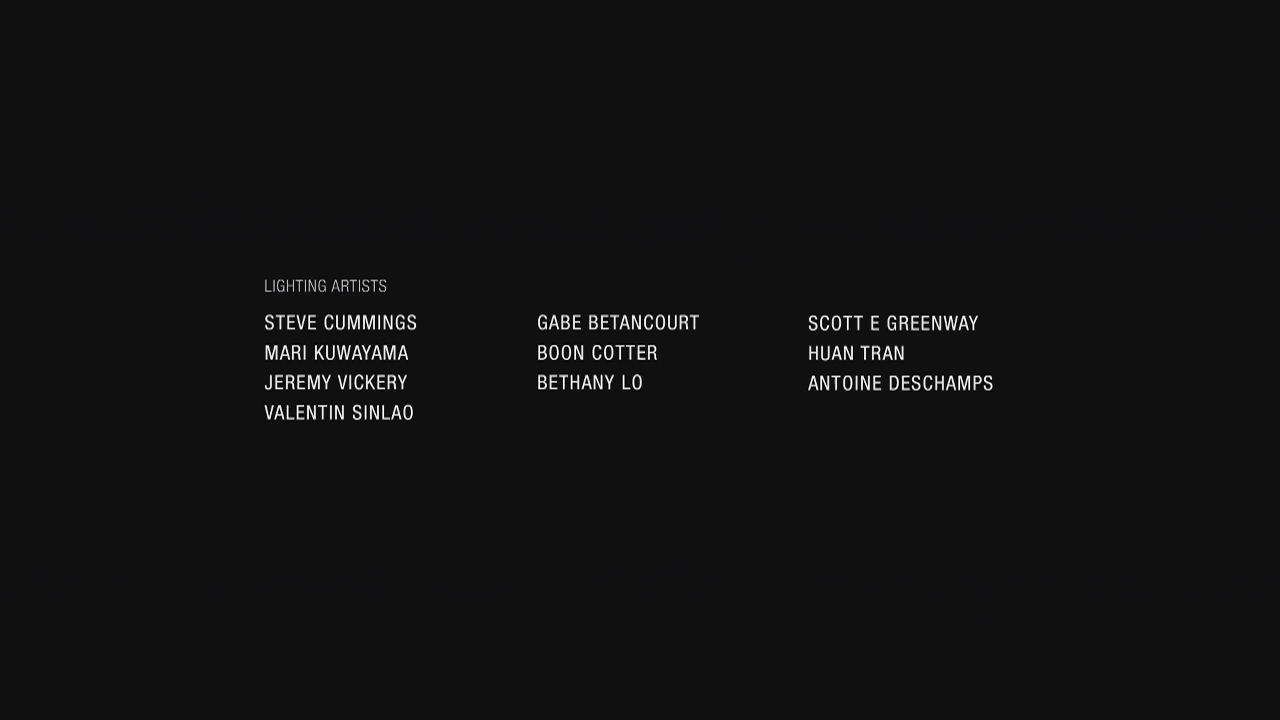 LIGHTING ARTISTS
STEVE CUMMINGS
MARI KUWAYAMA
JEREMY VICKERY
VALENTIN SINLAO
GABE BETANCOURT
BOON COTTER
BETHANY LO
SCOTT E GREENWAY
HUAN TRAN
ANTOINE DESCHAMPS